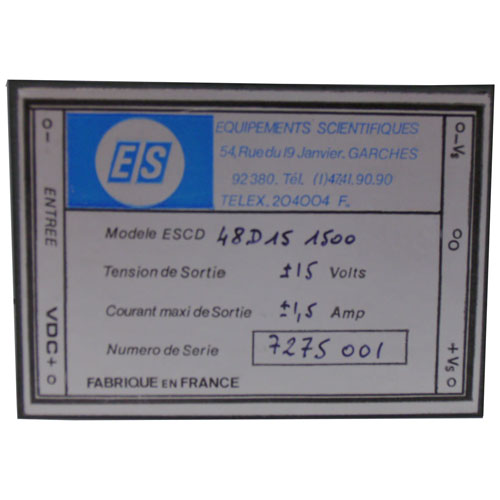 ES
EQUIPEMENTS SCIENTIFIQUES
54, Rue du 19 Janvier. GARCHES
92380. Tél. (1) 4741.90.90
TELEX. 204004 F.
Modele ESCD 48D15 1500
Tension de Sortie ±15 Volts
Courant maxi de Sortie ±1,5 Amp
Numero de Serie 7275 001
FABRIQUE EN FRANCE
O- ENTREE VDC+ O
O-Vs
OO
+Vs O